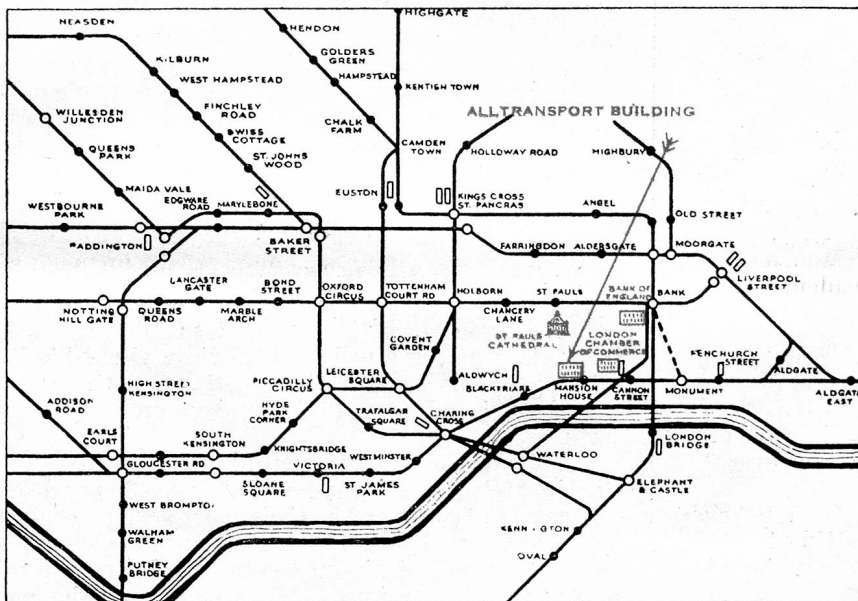 NEASDEN
HENDON
HIGHGATE
KILBURN
GOLDERS
GREEN
WEST HAMPSTEAD
HAMPSTEAD
KENTISH TOWN
FINCHLEY
ROAD
ALLTRANSPORT BUILDING
WILLESDEN
JUNCTION
SWISS
COTTAGE
CHALK
FARM
CAMDEN
TOWN
HOLLOWAY ROAD
HIGHBURY
QUEENS
PARK
ST. JOHNS
WOOD
MAIDA VALE
EDGWARE
ROAD
MARYLEBONE
EUSTON
KINGS CROSS
ST. PANCRAS
ANGEL
OLD STREET
WESTBOURNE
PARK
PADDINGTON
BAKER
STREET
FARRINGDON
ALDERSGATE
MOORGATE
LIVERPOOL
STREET
LANCASTER
GATE
BOND
STREET
OXFORD
CIRCUS
TOTTENHAM
COURT RD
HOLBORN
ST PAULS
BANK OF
ENGLAND
BANK
NOTTING
HILL GATE
QUEENS
ROAD
MARBLE
ARCH
CHANCERY
LANE
COVENT
GARDEN
ST PAULS
CATHEDRAL
LONDON
CHAMBER
OF COMMERCE
FENCHURCH
STREET
ALDGATE
HIGH STREET
KENSINGTON
PICCADILLY
CIRCUS
LEICESTER
SQUARE
ALDWYCH
BLACKFRIARS
MANSION
HOUSE
CANNON
STREET
MONUMENT
ALDGATE
EAST
ADDISON
ROAD
HYDE
PARK
CORNER
TRAFALGAR
SQUARE
CHARING
CROSS
EARLS
COURT
SOUTH
KENSINGTON
KNIGHTSBRIDGE
WESTMINSTER
WATERLOO
LONDON
BRIDGE
GLOUCESTER RD
SLOANE
SQUARE
VICTORIA
ST. JAMES
PARK
ELEPHANT
& CASTLE
WEST BROMPTON
WALHAM
GREEN
KENNINGTON
OVAL
PUTNEY
BRIDGE